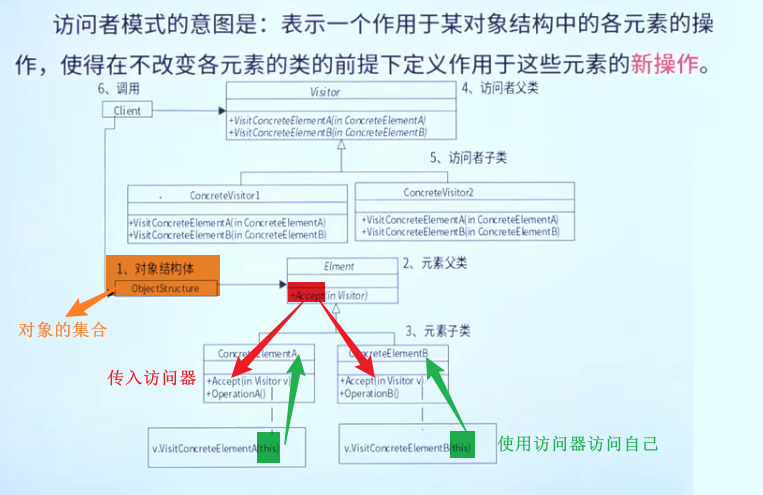 访问者模式的意图是：表示一个作用于某对象结构中的各元素的操
作，使得在不改变各元素的类的前提下定义作用于这些元素的新操作。
6、调用
Client
Visitor
4、访问者父类
+VisitConcreteElementA(in ConcreteElementA)
+VisitConcreteElementB(in ConcreteElementB)
5、访问者子类
ConcreteVisitor1
ConcreteVisitor2
+VisitConcreteElementA(in ConcreteElementA)
+VisitConcreteElementB(in ConcreteElementB)
+VisitConcreteElementA(in ConcreteElementA)
+VisitConcreteElementB(in ConcreteElementB)
1、对象结构体
ObjectStructure
Elment
2、元素父类
+Accept(in Visitor)
对象的集合
3、元素子类
ConcreteElementA
ConcreteElementB
传入访问器
+Accept(in Visitor v)
+OperationA()
+Accept(in Visitor v)
+OperationB()
v.VisitConcreteElementA(this)
v.VisitConcreteElementB(this)
使用访问器访问自己